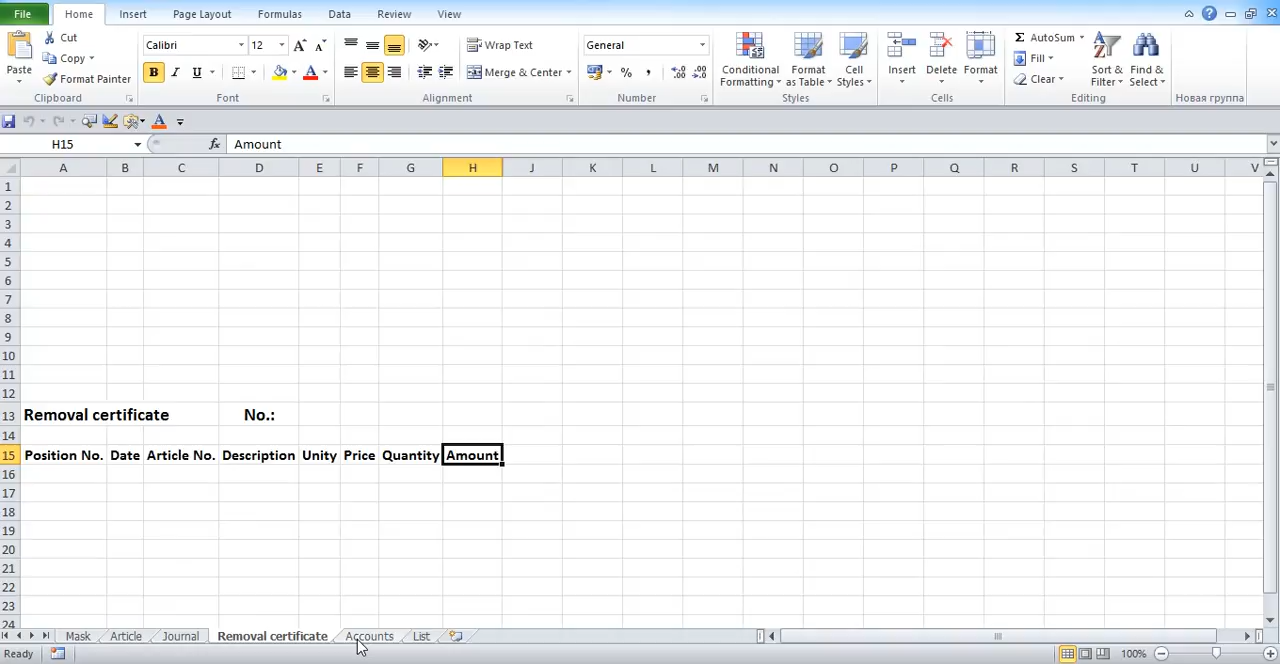 File Home Insert Page Layout Formulas Data Review View
Paste Cut Copy Format Painter Clipboard
Calibri 12 A A B I U A Font
Wrap Text Merge & Center Alignment
General % , Number
Conditional Formatting Format as Table Cell Styles Styles
Insert Delete Format Cells
Σ AutoSum Fill Clear Sort & Filter Find & Select Editing
Новая группа
H15 fx Amount
A B C D E F G H J K L M N O P Q R S T U V
1
2
3
4
5
6
7
8
9
10
11
12
13 Removal certificate No.:
14
15 Position No. Date Article No. Description Unity Price Quantity Amount
16
17
18
19
20
21
22
23
24
Mask Article Journal Removal certificate Accounts List
Ready 100%